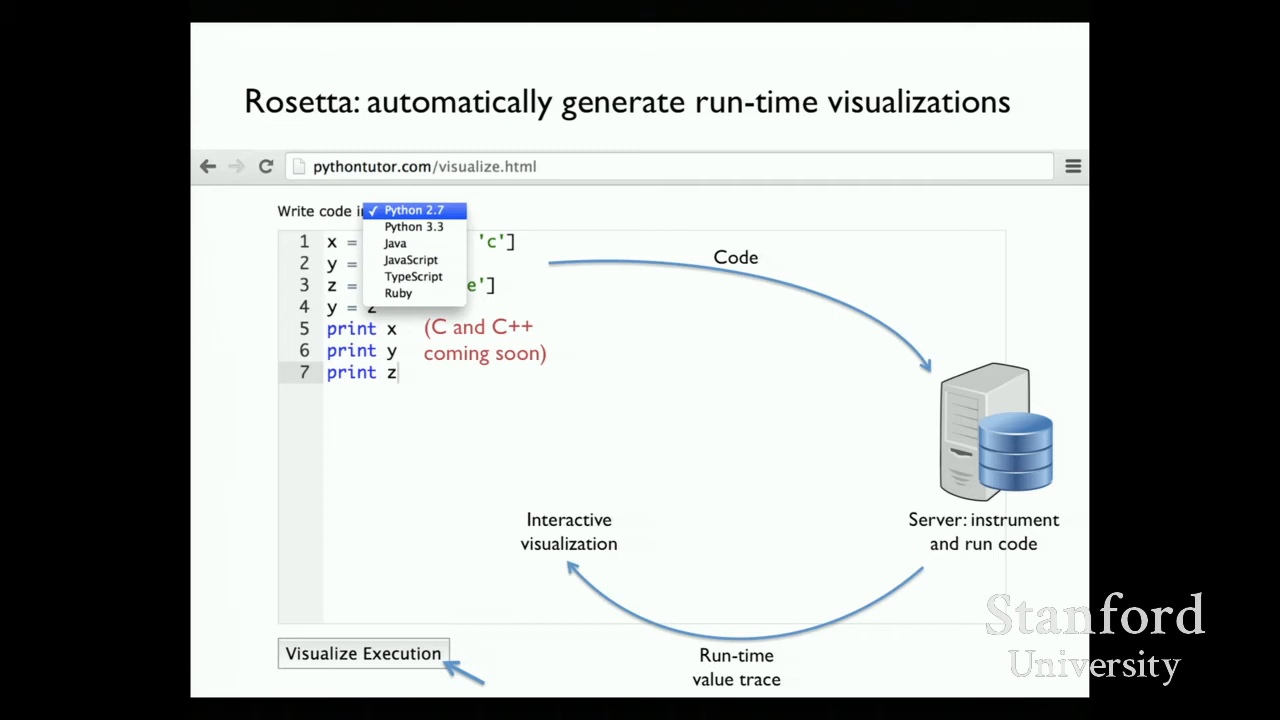 Rosetta: automatically generate run-time visualizations
pythontutor.com/visualize.html
Write code i
Python 2.7
Python 3.3
Java
JavaScript
TypeScript
Ruby
1 x = 'c']
2 y =
3 z = e']
4 y = z
5 print x
6 print y
7 print z
(C and C++
coming soon)
Code
Server: instrument
and run code
Interactive
visualization
Run-time
value trace
Visualize Execution
Stanford
University